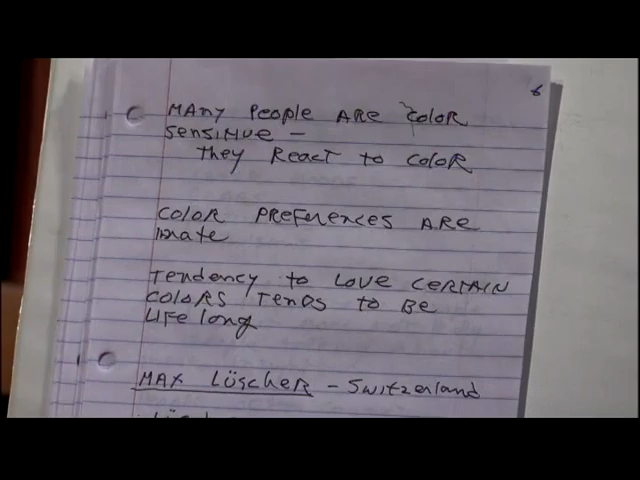 6
MANY PEOPLE ARE COLOR
SENSITIVE -
THEY REACT TO COLOR
COLOR PREFERENCES ARE
INATE
TENDENCY TO LOVE CERTAIN
COLORS TENDS TO BE
LIFE LONG
MAX LÜSCHER - SWITZERLAND